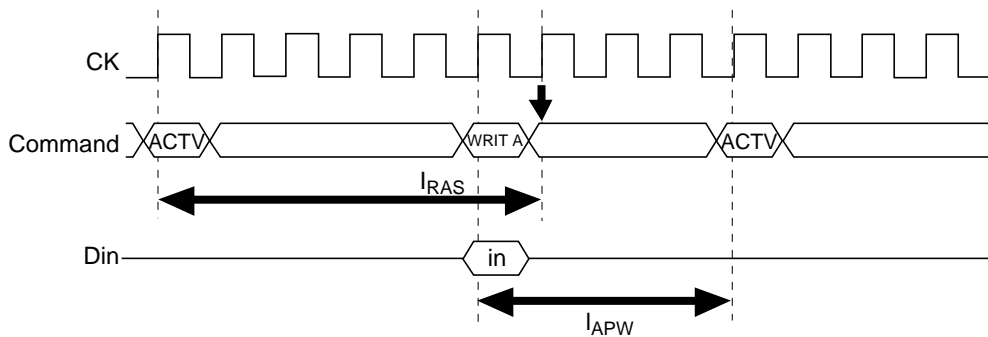 CK
Command ACTV WRIT A ACTV
lRAS
Din in
lAPW